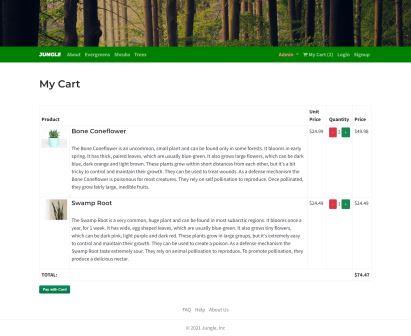 JUNGLE About Evergreens Shrubs Trees Admin My Cart (2) Login Signup
My Cart
Product Unit Price Quantity Price
Bone Coneflower $24.99 - 2 + $49.98
The Bone Coneflower is an uncommon, small plant and can be found only in some forests. It blooms in early
spring. It has thick, paired leaves, which are usually blue-green. It also grows large flowers, which can be dark
blue, dark orange and light brown. These plants grow within short distances from each other, but it's a bit
tricky to control and maintain their growth. They can be used to treat wounds. As a defense mechanism the
Bone Coneflower is poisonous for most creatures. They rely on self pollination to reproduce. Once pollinated,
they grow fairly large, inedible fruits.
Swamp Root $24.49 - 1 + $24.49
The Swamp Root is a very common, huge plant and can be found in most subarctic regions. It blooms once a
year, for 1 week. It has wide, egg shaped leaves, which are usually blue-green. It also grows tiny flowers,
which can be dark pink, light purple and dark red. These plants grow in large groups, but it's extremely easy
to control and maintain their growth. They can be used to create a poison. As a defense mechanism the
Swamp Root taste extremely sour. They rely on animal pollination to reproduce. To promote pollination, they
produce a delicious nectar.
TOTAL: $74.47
Pay with Card
FAQ Help About Us
© 2021 Jungle, Inc